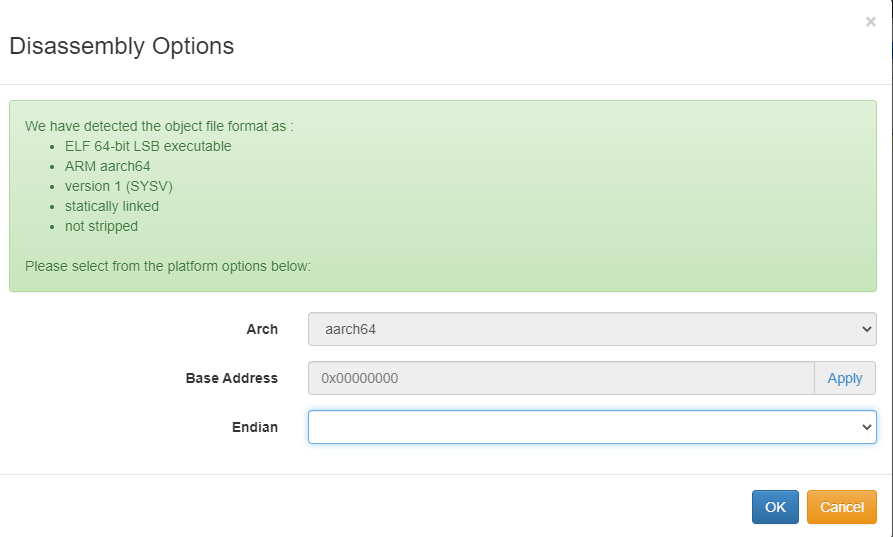 ×
Disassembly Options
We have detected the object file format as :
• ELF 64-bit LSB executable
• ARM aarch64
• version 1 (SYSV)
• statically linked
• not stripped
Please select from the platform options below:
Arch aarch64
Base Address 0x00000000 Apply
Endian
OK Cancel